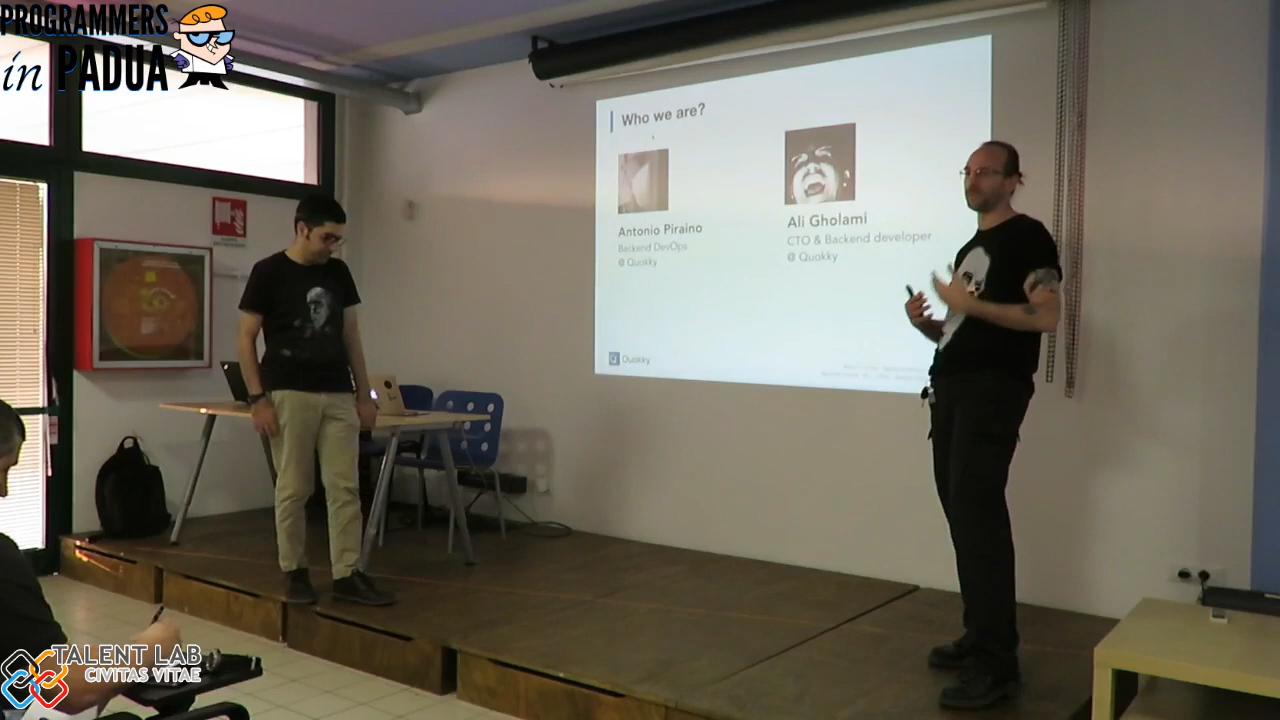 PROGRAMMERS
in PADUA
Who we are?
Antonio Piraino
Backend DevOps
@ Quokky
Ali Gholami
CTO & Backend developer
@ Quokky
Quokky
TALENT LAB
CIVITAS VITAE